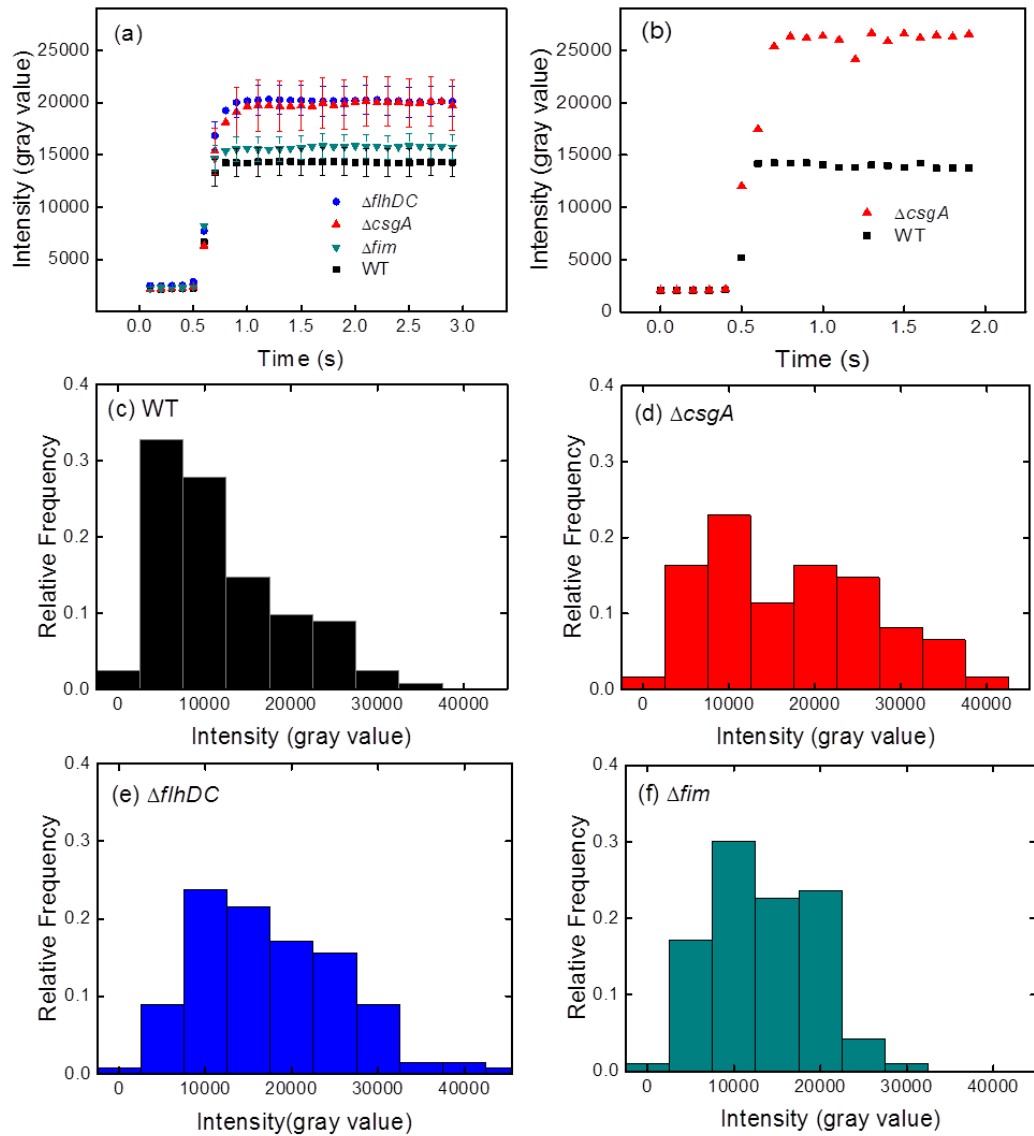 (a)
25000
20000
15000
10000
5000
Intensity (gray value)
ΔflhDC
ΔcsgA
Δfim
WT
0.0 0.5 1.0 1.5 2.0 2.5 3.0
Time (s)
(b)
25000
20000
15000
10000
5000
0
Intensity (gray value)
ΔcsgA
WT
0.0 0.5 1.0 1.5 2.0
Time (s)
(c) WT
0.4
0.3
0.2
0.1
0.0
Relative Frequency
0 10000 20000 30000 40000
Intensity (gray value)
(d) ΔcsgA
0.4
0.3
0.2
0.1
0.0
Relative Frequency
0 10000 20000 30000 40000
Intensity (gray value)
(e) ΔflhDC
0.4
0.3
0.2
0.1
0.0
Relative Frequency
0 10000 20000 30000 40000
Intensity(gray value)
(f) Δfim
0.4
0.3
0.2
0.1
0.0
Relative Frequency
0 10000 20000 30000 40000
Intensity (gray value)